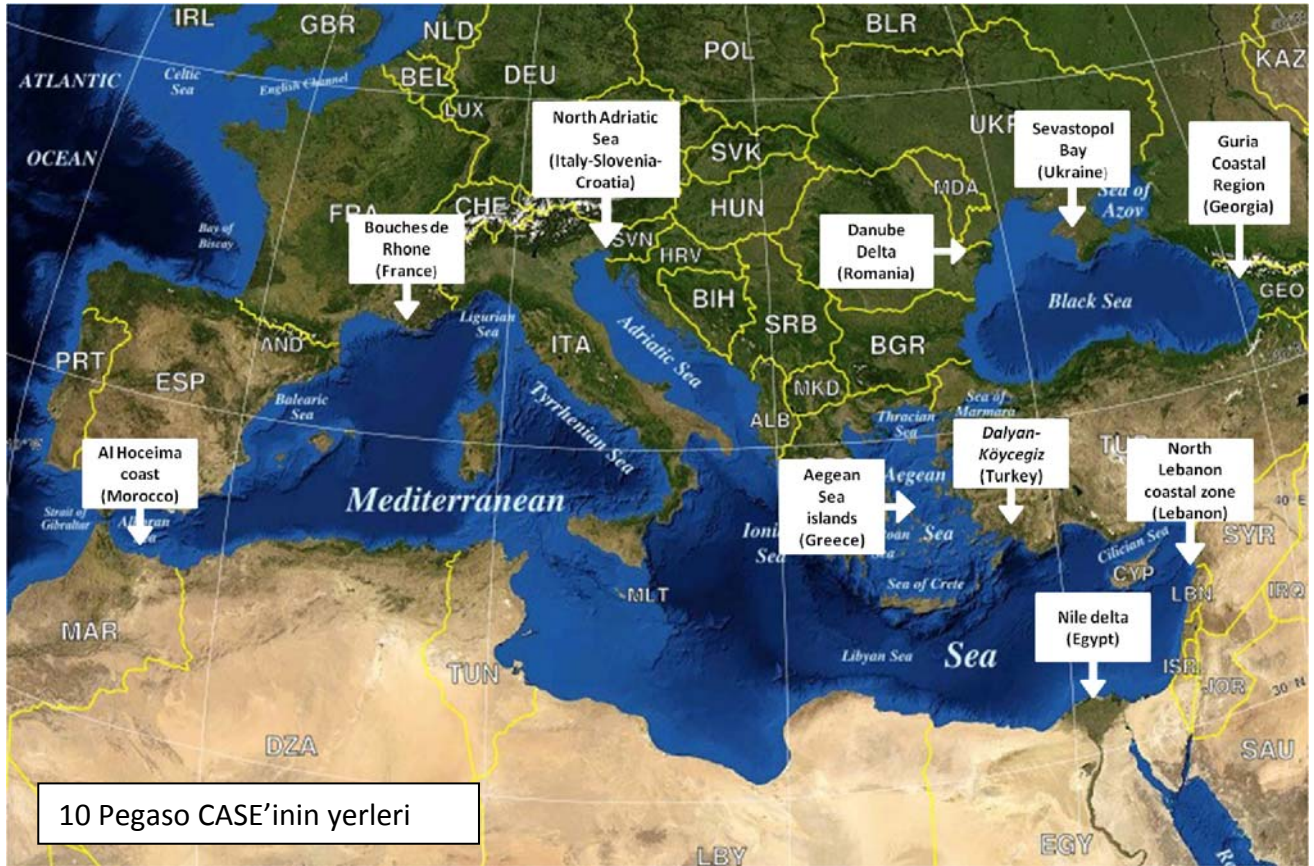 IRL
GBR
NLD
POL
BLR
KAZ
ATLANTIC
Celtic
Sea
English Channel
BEL
DEU
LUX
OCEAN
North Adriatic
Sea
(Italy-Slovenia-
Croatia)
SVK
Sevastopol
Bay
(Ukraine)
Guria
Coastal
Region
(Georgia)
MDA
Sea of
Azov
Bay of
Biscay
CHE
HUN
Bouches de
Rhone
(France)
SVN
HRV
Danube
Delta
(Romania)
GEO
Black Sea
BIH
SRB
Ligurian
Sea
ITA
Adriatic Sea
AND
PRT
ESP
BGR
MKD
ALB
Balearic
Sea
Tyrrhenian Sea
Thracian
Sea
Sea of
Marmara
Al Hoceima
coast
(Morocco)
Dalyan-
Köycegiz
(Turkey)
North
Lebanon
coastal zone
(Lebanon)
Aegean
Sea
islands
(Greece)
Aegean
Sea
Mediterranean
Strait of
Gibraltar
40° E
SYR
Sea
Cilician Sea
CYP
LBN
IRQ
Sea of Crete
MLT
MAR
Nile delta
(Egypt)
TUN
Libyan Sea
Sea
ISR
JOR
30° N
DZA
SAU
10 Pegaso CASE’inin yerleri
LBY
EGY